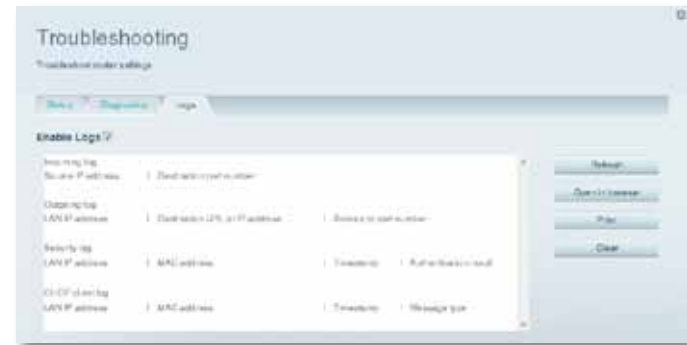 Troubleshooting
Troubleshoot router settings
Status Diagnostics Logs
Enable Logs
Incoming log
Source IP address | Destination port number
Outgoing log
LAN IP address | Destination URL or IP address | Service or port number
Security log
LAN IP address | MAC address | Timestamp | Authentication result
DHCP client log
LAN IP address | MAC address | Timestamp | Message type
Refresh
Open in browser
Print
Clear